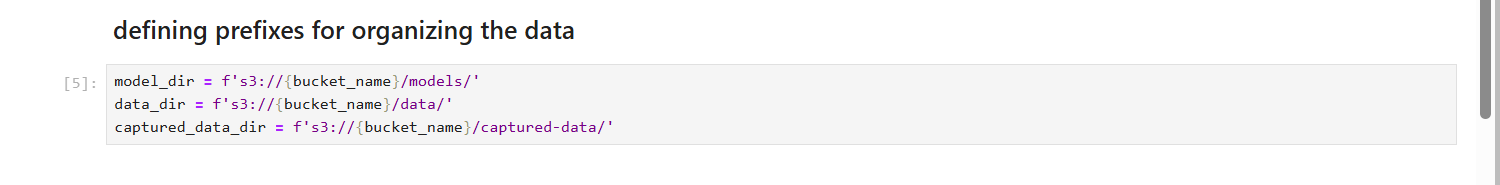 defining prefixes for organizing the data
[5]: model_dir = f's3://{bucket_name}/models/'
data_dir = f's3://{bucket_name}/data/'
captured_data_dir = f's3://{bucket_name}/captured-data/'